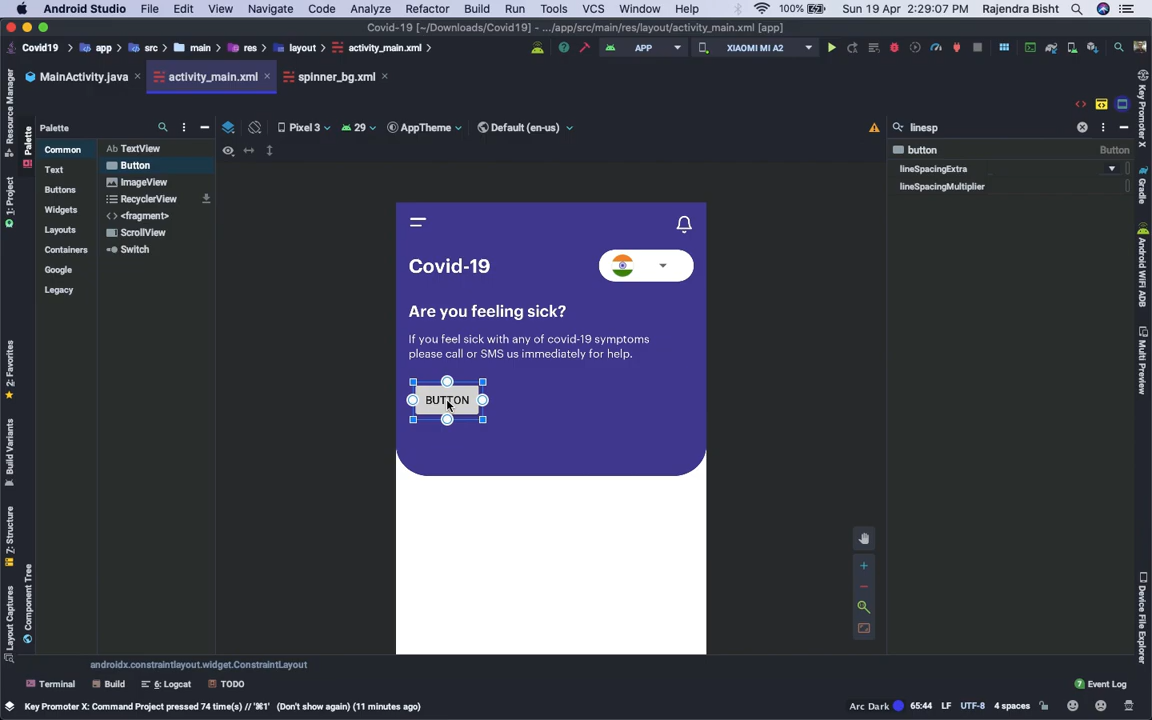 Android Studio File Edit View Navigate Code Analyze Refactor Build Run Tools VCS Window Help 100% Sun 19 Apr 2:29:07 PM Rajendra Bisht
Covid-19 [~/Downloads/Covid19] - .../app/src/main/res/layout/activity_main.xml [app]
Covid19 app src main res layout activity_main.xml APP XIAOMI MI A2
MainActivity.java activity_main.xml spinner_bg.xml
Palette Pixel 3 29 AppTheme Default (en-us) linesp
Common Ab TextView button Button
Text Button lineSpacingExtra
Buttons ImageView lineSpacingMultiplier
Widgets RecyclerView
Layouts <fragment>
Containers ScrollView
Google Switch
Legacy
Covid-19
Are you feeling sick?
If you feel sick with any of covid-19 symptoms
please call or SMS us immediately for help.
BUTTON
Resource Manager
Palette
1: Project
2: Favorites
Build Variants
7: Structure
Component Tree
Layout Captures
Key Promoter X
Gradle
Android WiFi ADB
Multi Preview
Device File Explorer
androidx.constraintlayout.widget.ConstraintLayout
Terminal Build 6: Logcat TODO 7 Event Log
Key Promoter X: Command Project pressed 74 time(s) // '⌘1' (Don't show again) (11 minutes ago) Arc Dark 65:44 LF UTF-8 4 spaces